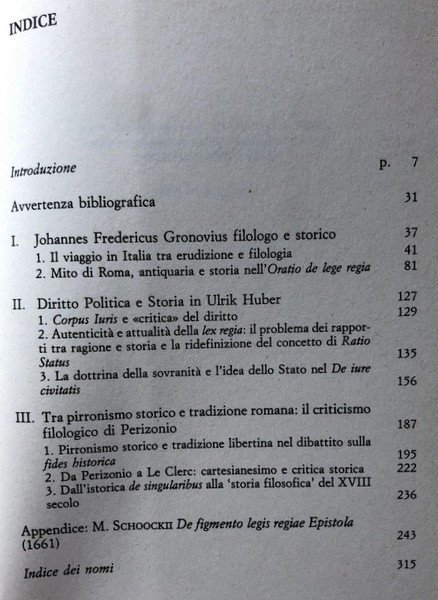 INDICE
Introduzione p. 7
Avvertenza bibliografica 31
I. Johannes Fredericus Gronovius filologo e storico 37
1. Il viaggio in Italia tra erudizione e filologia 41
2. Mito di Roma, antiquaria e storia nell'Oratio de lege regia 81
II. Diritto Politica e Storia in Ulrik Huber 127
1. Corpus Iuris e «critica» del diritto 129
2. Autenticità e attualità della lex regia: il problema dei rappor-
ti tra ragione e storia e la ridefinizione del concetto di Ratio
Status 135
3. La dottrina della sovranità e l'idea dello Stato nel De iure
civitatis 156
III. Tra pirronismo storico e tradizione romana: il criticismo
filologico di Perizonio 187
1. Pirronismo storico e tradizione libertina nel dibattito sulla
fides historica 195
2. Da Perizonio a Le Clerc: cartesianesimo e critica storica 222
3. Dall'istorica de singularibus alla 'storia filosofica' del XVIII
secolo 236
Appendice: M. SCHOOCKII De figmento legis regiae Epistola
(1661) 243
Indice dei nomi 315